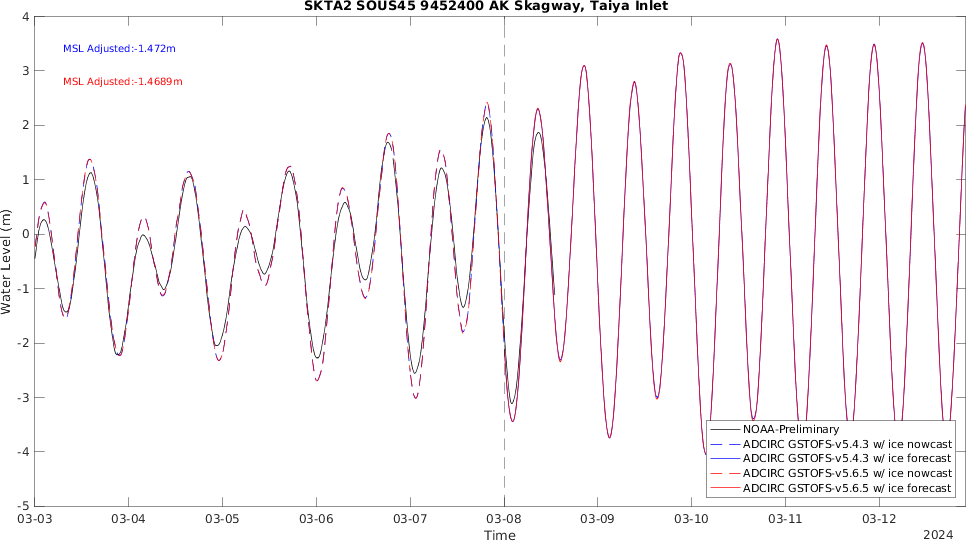 SKTA2 SOUS45 9452400 AK Skagway, Taiya Inlet
MSL Adjusted:-1.472m
MSL Adjusted:-1.4689m
Water Level (m)
4
3
2
1
0
-1
-2
-3
-4
-5
NOAA-Preliminary
ADCIRC GSTOFS-v5.4.3 w/ ice nowcast
ADCIRC GSTOFS-v5.4.3 w/ ice forecast
ADCIRC GSTOFS-v5.6.5 w/ ice nowcast
ADCIRC GSTOFS-v5.6.5 w/ ice forecast
03-03 03-04 03-05 03-06 03-07 03-08 03-09 03-10 03-11 03-12
Time
2024